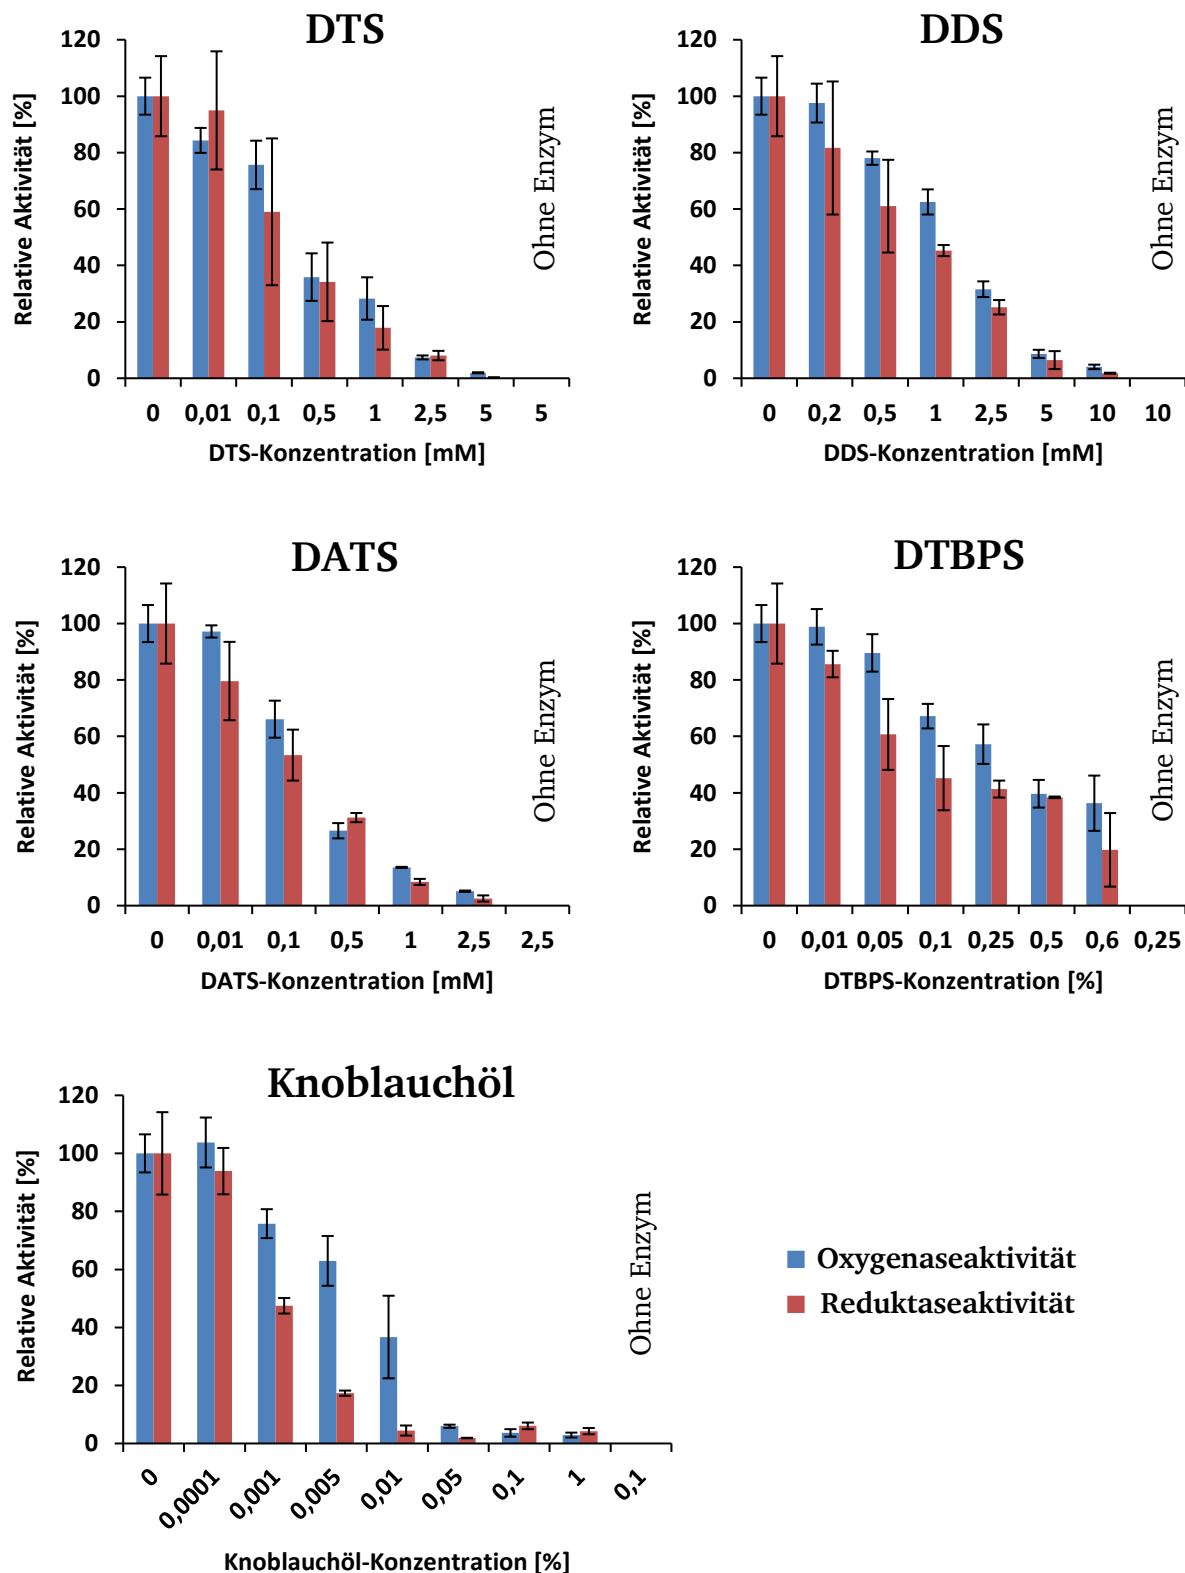 DTS
Relative Aktivität [%]
120
100
80
60
40
20
0
Ohne Enzym
0 0,01 0,1 0,5 1 2,5 5 5
DTS-Konzentration [mM]
DDS
Relative Aktivität [%]
120
100
80
60
40
20
0
Ohne Enzym
0 0,2 0,5 1 2,5 5 10 10
DDS-Konzentration [mM]
DATS
Relative Aktivität [%]
120
100
80
60
40
20
0
Ohne Enzym
0 0,01 0,1 0,5 1 2,5 2,5
DATS-Konzentration [mM]
DTBPS
Relative Aktivität [%]
120
100
80
60
40
20
0
Ohne Enzym
0 0,01 0,05 0,1 0,25 0,5 0,6 0,25
DTBPS-Konzentration [%]
Knoblauchöl
Relative Aktivität [%]
120
100
80
60
40
20
0
Ohne Enzym
0 0,0001 0,001 0,005 0,01 0,05 0,1 1 0,1
Knoblauchöl-Konzentration [%]
Oxygenaseaktivität
Reduktaseaktivität